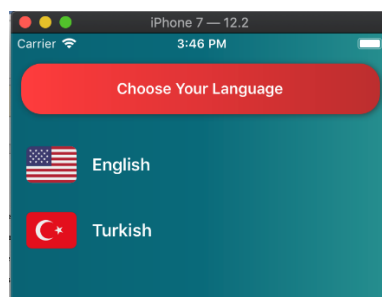 iPhone 7 — 12.2
Carrier 3:46 PM
Choose Your Language
English
Turkish